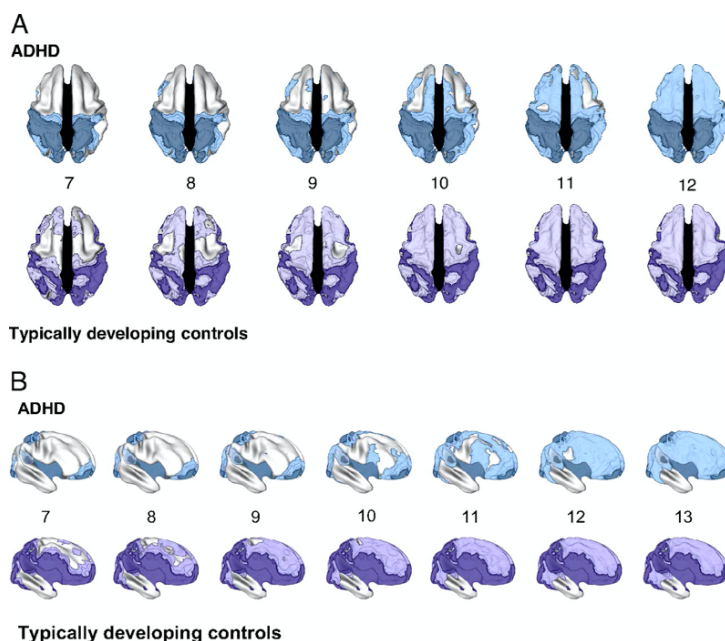 A
ADHD
7 8 9 10 11 12
Typically developing controls
B
ADHD
7 8 9 10 11 12 13
Typically developing controls